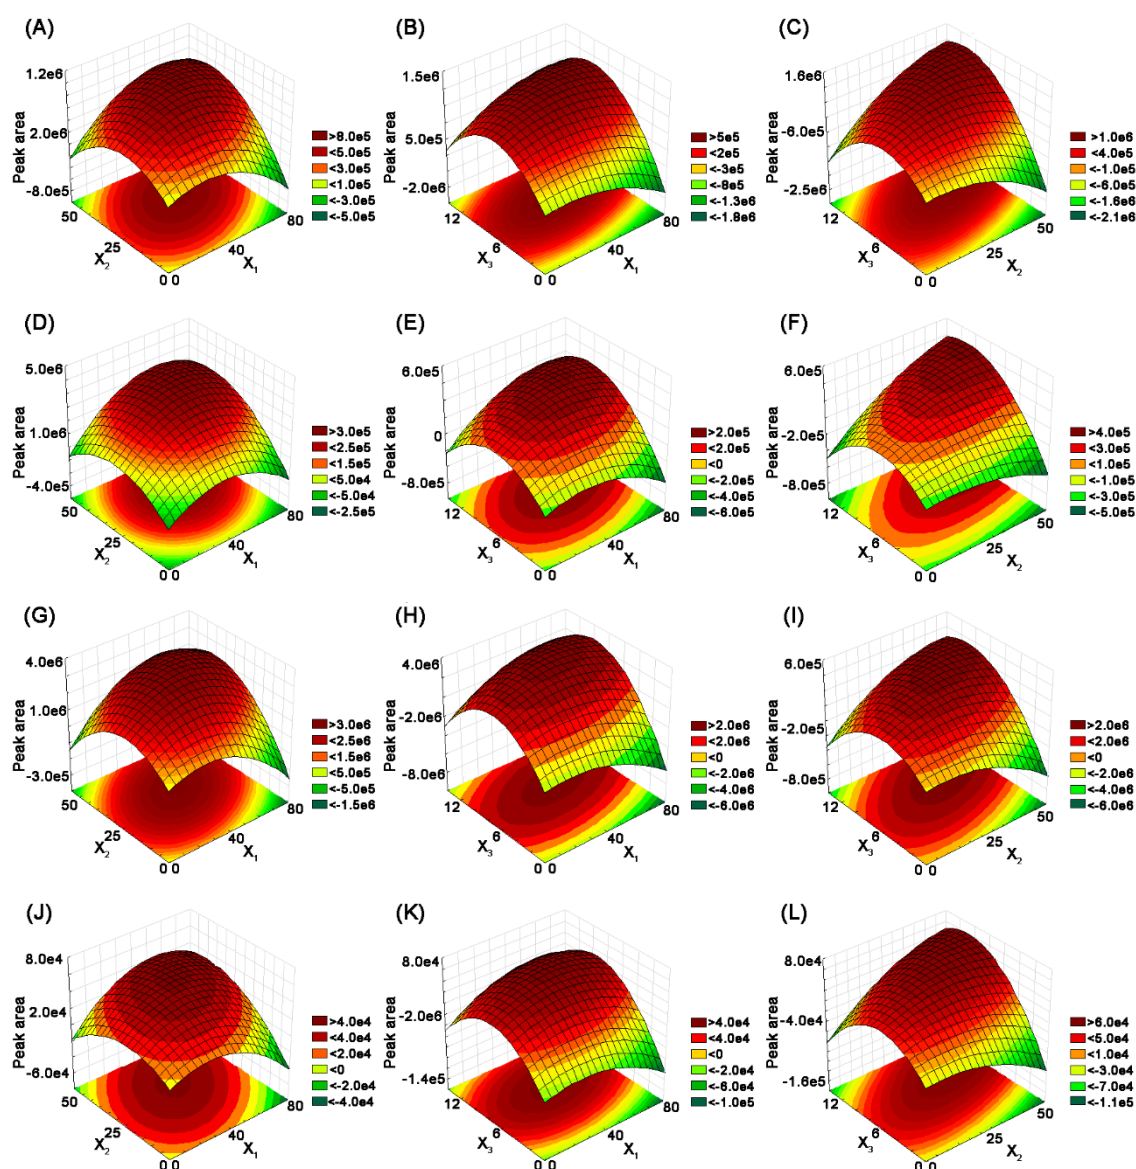 (A)
Peak area
1.2e6
2.0e6
-8.0e5
50
25
X2
0 0
40
X1
80
>8.0e5
<5.0e5
<3.0e5
<1.0e5
<-3.0e5
<-5.0e5
(B)
Peak area
1.5e6
5.0e5
-2.0e6
12
6
X3
0 0
40
X1
80
>5e5
<2e5
<-3e5
<-8e5
<-1.3e6
<-1.8e6
(C)
Peak area
1.6e6
-6.0e5
-2.5e6
12
6
X3
0 0
25
X2
50
>1.0e6
<4.0e5
<-1.0e5
<-6.0e5
<-1.6e6
<-2.1e6
(D)
Peak area
5.0e6
1.0e6
-4.0e5
50
25
X2
0 0
40
X1
80
>3.0e5
<2.5e5
<1.5e5
<5.0e4
<-5.0e4
<-2.5e5
(E)
Peak area
6.0e5
0
-8.0e5
12
6
X3
0 0
40
X1
80
>2.0e5
<2.0e5
<0
<-2.0e5
<-4.0e5
<-6.0e5
(F)
Peak area
6.0e5
-2.0e5
-8.0e5
12
6
X3
0 0
25
X2
50
>4.0e5
<3.0e5
<1.0e5
<-1.0e5
<-3.0e5
<-5.0e5
(G)
Peak area
4.0e6
1.0e6
-3.0e5
50
25
X2
0 0
40
X1
80
>3.0e6
<2.5e6
<1.5e6
<5.0e5
<-5.0e5
<-1.5e6
(H)
Peak area
4.0e6
-2.0e6
-8.0e6
12
6
X3
0 0
40
X1
80
>2.0e6
<2.0e6
<0
<-2.0e6
<-4.0e6
<-6.0e6
(I)
Peak area
6.0e5
-2.0e5
-8.0e5
12
6
X3
0 0
25
X2
50
>2.0e6
<2.0e6
<0
<-2.0e6
<-4.0e6
<-6.0e6
(J)
Peak area
8.0e4
2.0e4
-6.0e4
50
25
X2
0 0
40
X1
80
>4.0e4
<4.0e4
<2.0e4
<0
<-2.0e4
<-4.0e4
(K)
Peak area
8.0e4
-2.0e6
-1.4e5
12
6
X3
0 0
40
X1
80
>4.0e4
<4.0e4
<0
<-2.0e4
<-6.0e4
<-1.0e5
(L)
Peak area
8.0e4
-4.0e4
-1.6e5
12
6
X3
0 0
25
X2
50
>6.0e4
<5.0e4
<1.0e4
<-3.0e4
<-7.0e4
<-1.1e5